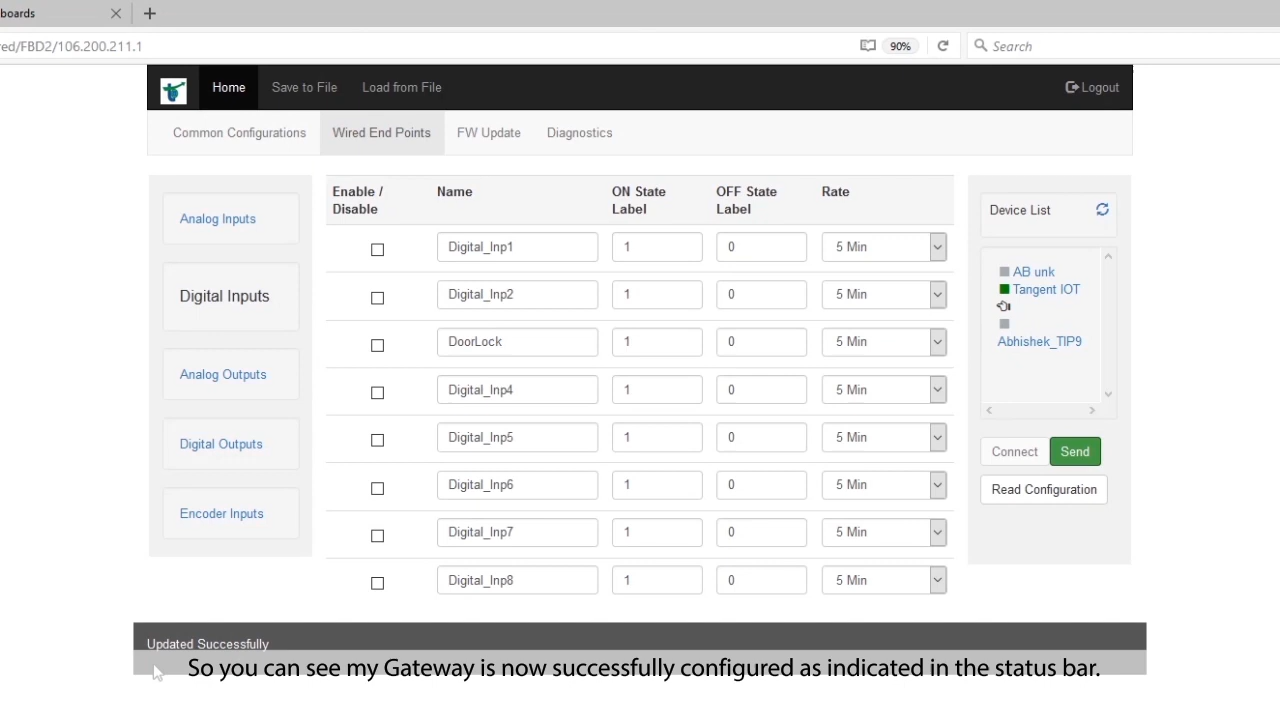 boards
ed/FBD2/106.200.211.1
90%
Search
Home Save to File Load from File Logout
Common Configurations Wired End Points FW Update Diagnostics
Analog Inputs
Digital Inputs
Analog Outputs
Digital Outputs
Encoder Inputs
Enable / Disable Name ON State Label OFF State Label Rate
Digital_Inp1 1 0 5 Min
Digital_Inp2 1 0 5 Min
DoorLock 1 0 5 Min
Digital_Inp4 1 0 5 Min
Digital_Inp5 1 0 5 Min
Digital_Inp6 1 0 5 Min
Digital_Inp7 1 0 5 Min
Digital_Inp8 1 0 5 Min
Device List
AB unk
Tangent IOT
Abhishek_TIP9
Connect Send
Read Configuration
Updated Successfully
So you can see my Gateway is now successfully configured as indicated in the status bar.